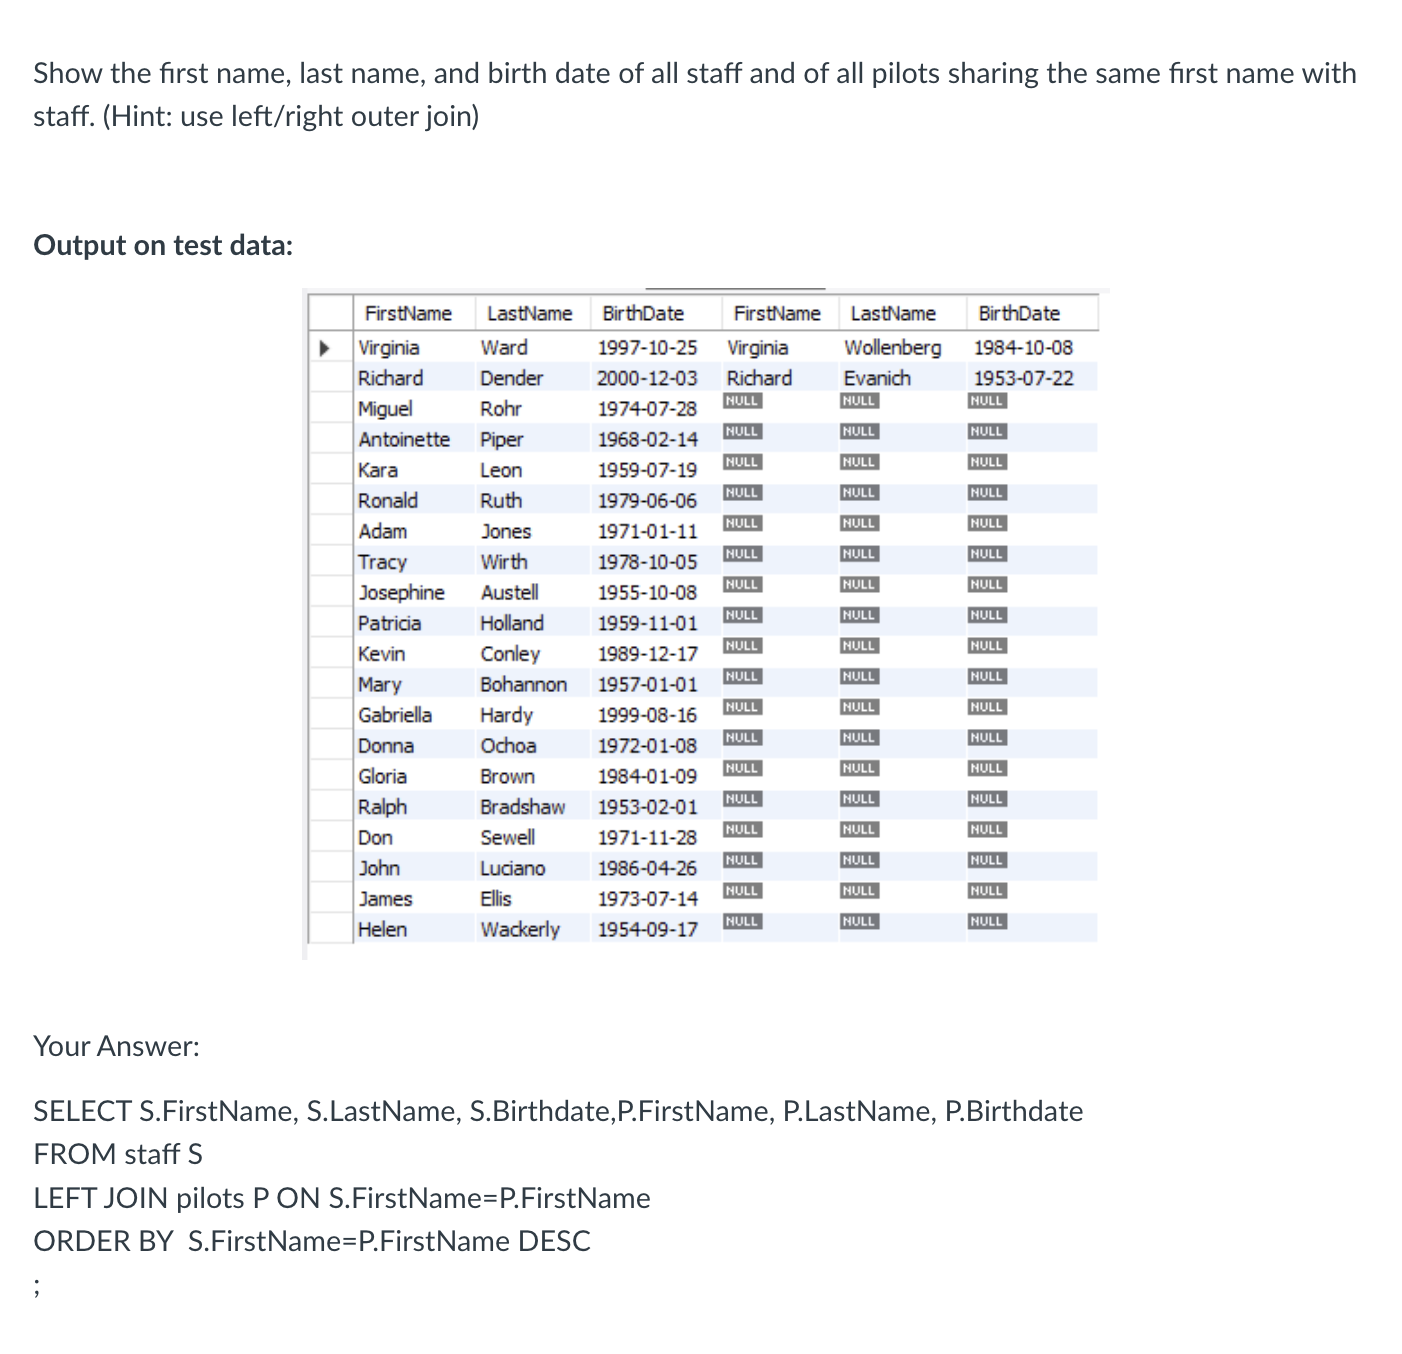 Show the first name, last name, and birth date of all staff and of all pilots sharing the same first name with
staff. (Hint: use left/right outer join)
Output on test data:
FirstName LastName BirthDate FirstName LastName BirthDate
Virginia Ward 1997-10-25 Virginia Wollenberg 1984-10-08
Richard Dender 2000-12-03 Richard Evanich 1953-07-22
Miguel Rohr 1974-07-28 NULL NULL NULL
Antoinette Piper 1968-02-14 NULL NULL NULL
Kara Leon 1959-07-19 NULL NULL NULL
Ronald Ruth 1979-06-06 NULL NULL NULL
Adam Jones 1971-01-11 NULL NULL NULL
Tracy Wirth 1978-10-05 NULL NULL NULL
Josephine Austell 1955-10-08 NULL NULL NULL
Patricia Holland 1959-11-01 NULL NULL NULL
Kevin Conley 1989-12-17 NULL NULL NULL
Mary Bohannon 1957-01-01 NULL NULL NULL
Gabriella Hardy 1999-08-16 NULL NULL NULL
Donna Ochoa 1972-01-08 NULL NULL NULL
Gloria Brown 1984-01-09 NULL NULL NULL
Ralph Bradshaw 1953-02-01 NULL NULL NULL
Don Sewell 1971-11-28 NULL NULL NULL
John Luciano 1986-04-26 NULL NULL NULL
James Ellis 1973-07-14 NULL NULL NULL
Helen Wackerly 1954-09-17 NULL NULL NULL
Your Answer:
SELECT S.FirstName, S.LastName, S.Birthdate,P.FirstName, P.LastName, P.Birthdate
FROM staff S
LEFT JOIN pilots P ON S.FirstName=P.FirstName
ORDER BY  S.FirstName=P.FirstName DESC
;